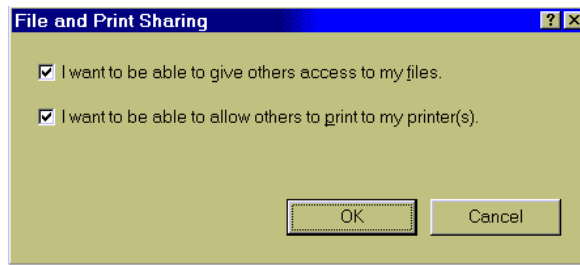 File and Print Sharing
I want to be able to give others access to my files.
I want to be able to allow others to print to my printer(s).
OK Cancel